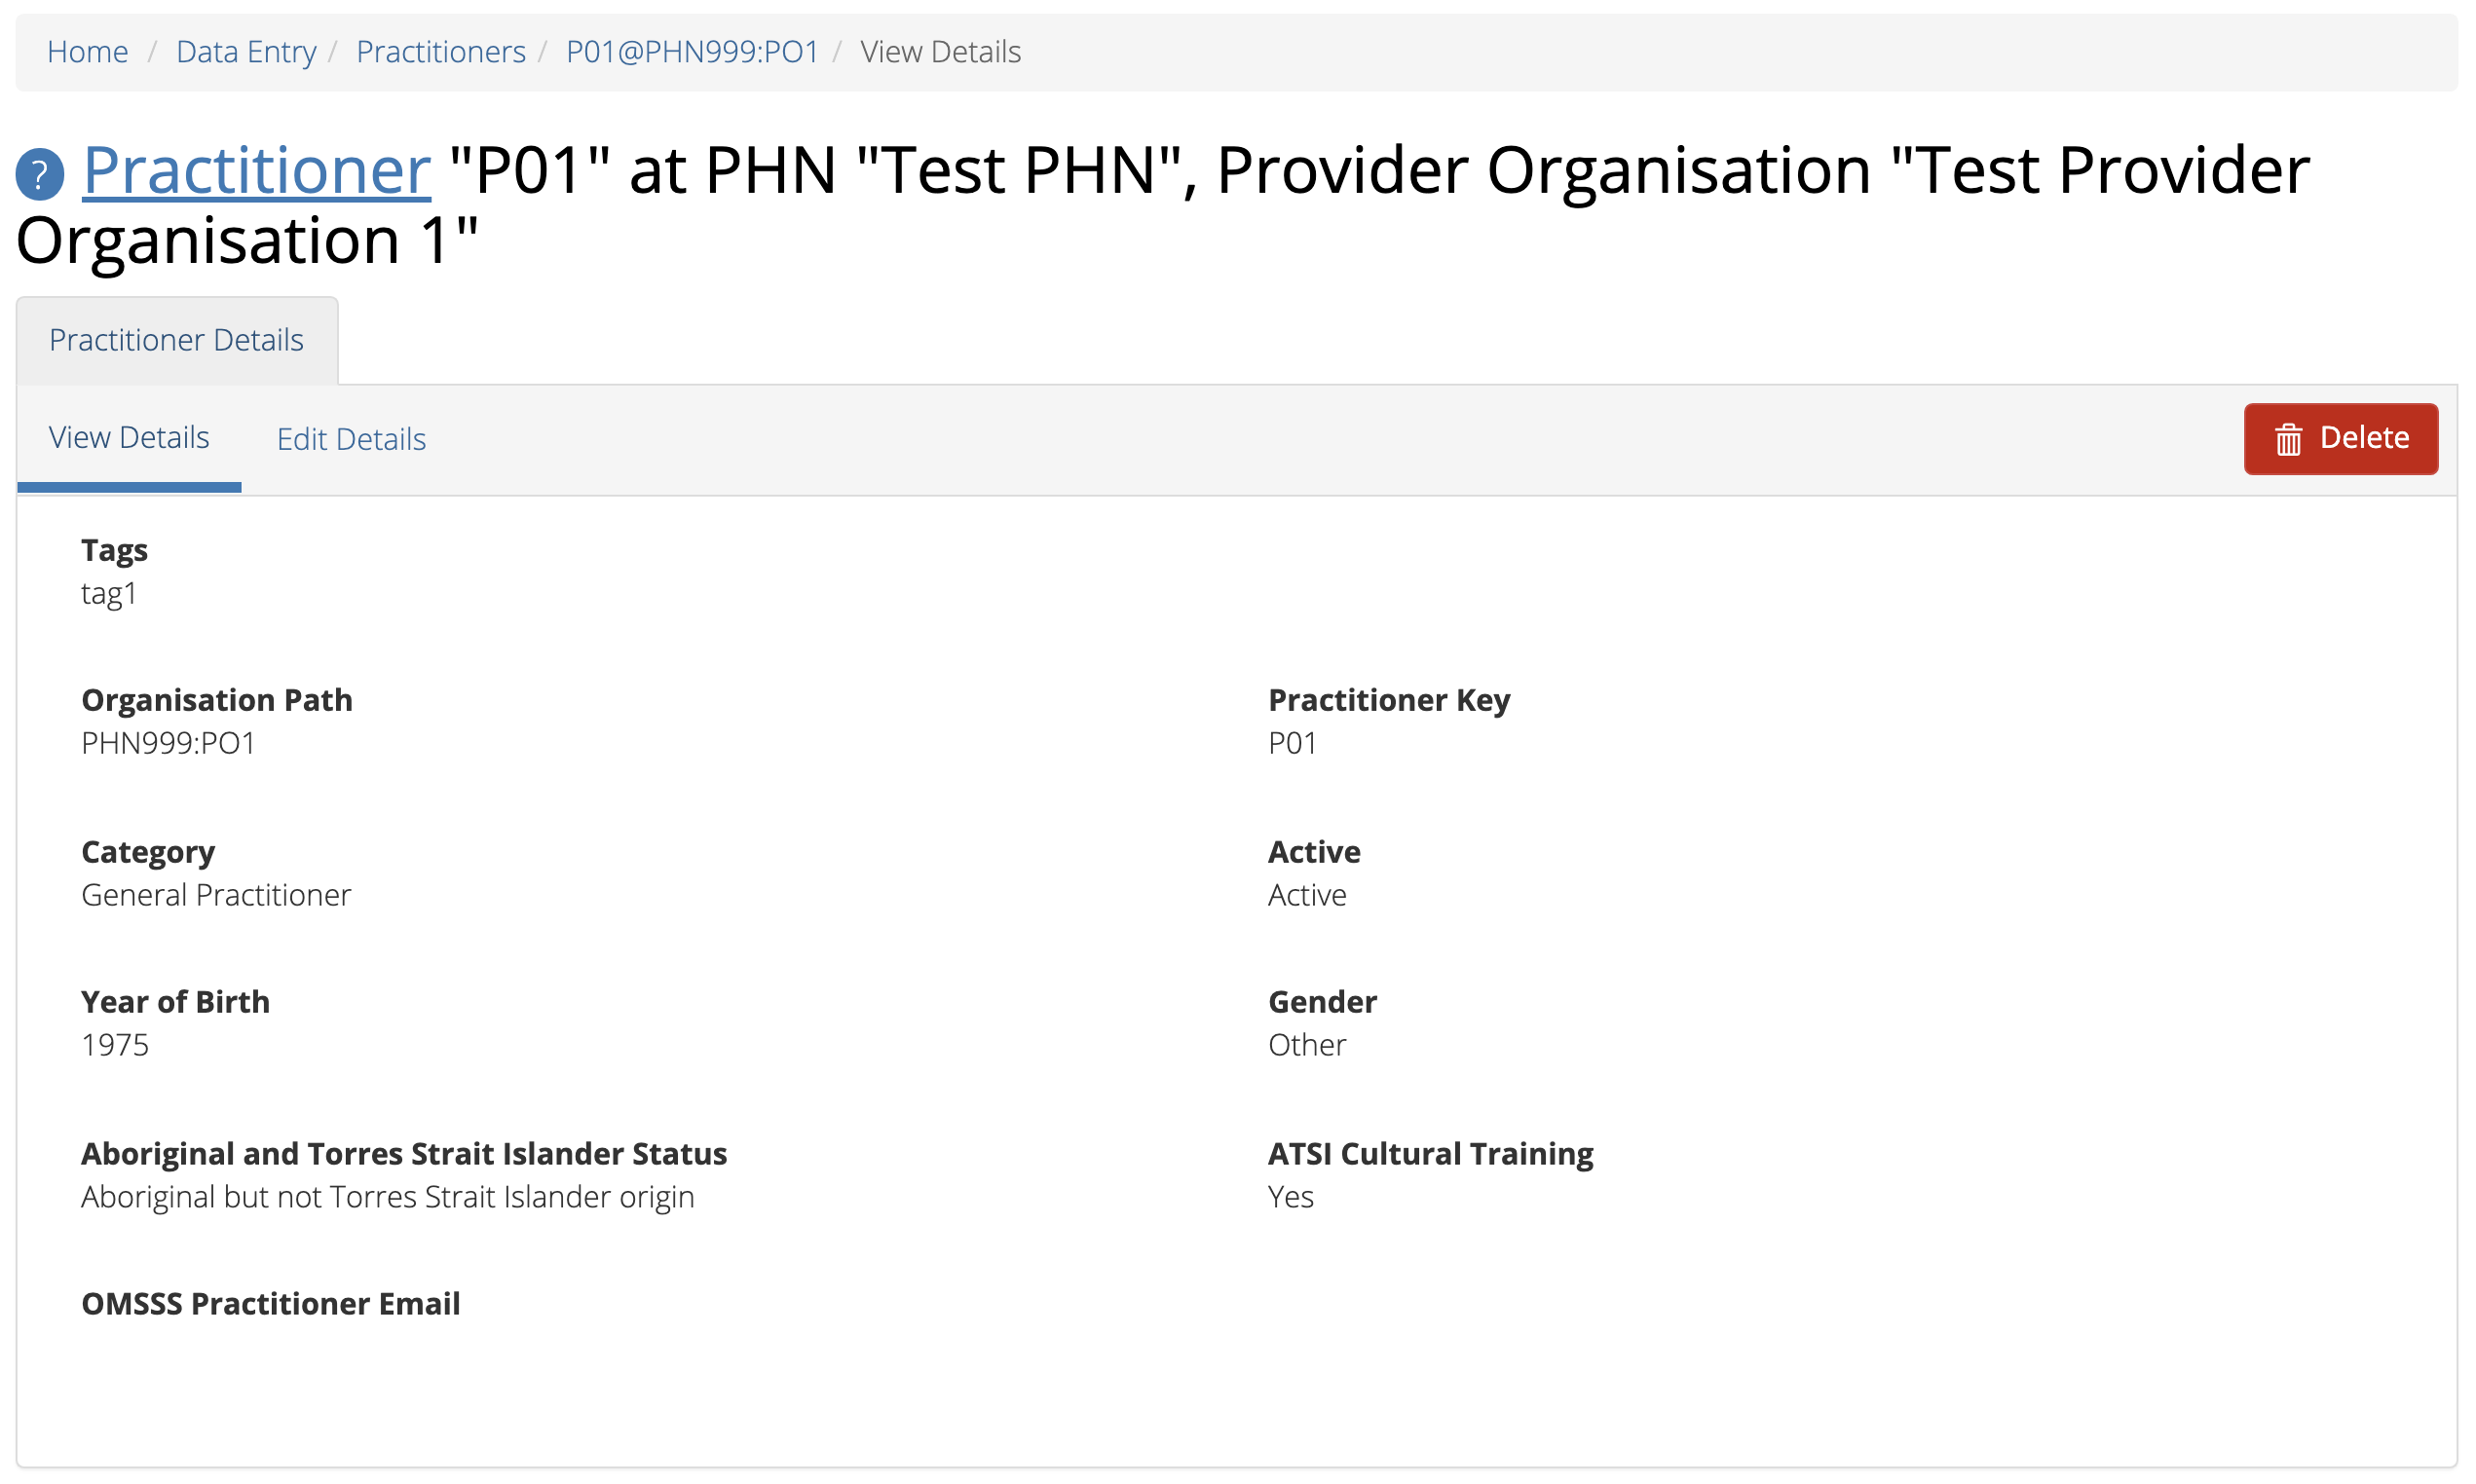 Home / Data Entry / Practitioners / P01@PHN999:PO1 / View Details
? Practitioner "P01" at PHN "Test PHN", Provider Organisation "Test Provider
Organisation 1"
Practitioner Details
View Details Edit Details Delete
Tags
tag1
Organisation Path
PHN999:PO1
Practitioner Key
P01
Category
General Practitioner
Active
Active
Year of Birth
1975
Gender
Other
Aboriginal and Torres Strait Islander Status
Aboriginal but not Torres Strait Islander origin
ATSI Cultural Training
Yes
OMSSS Practitioner Email